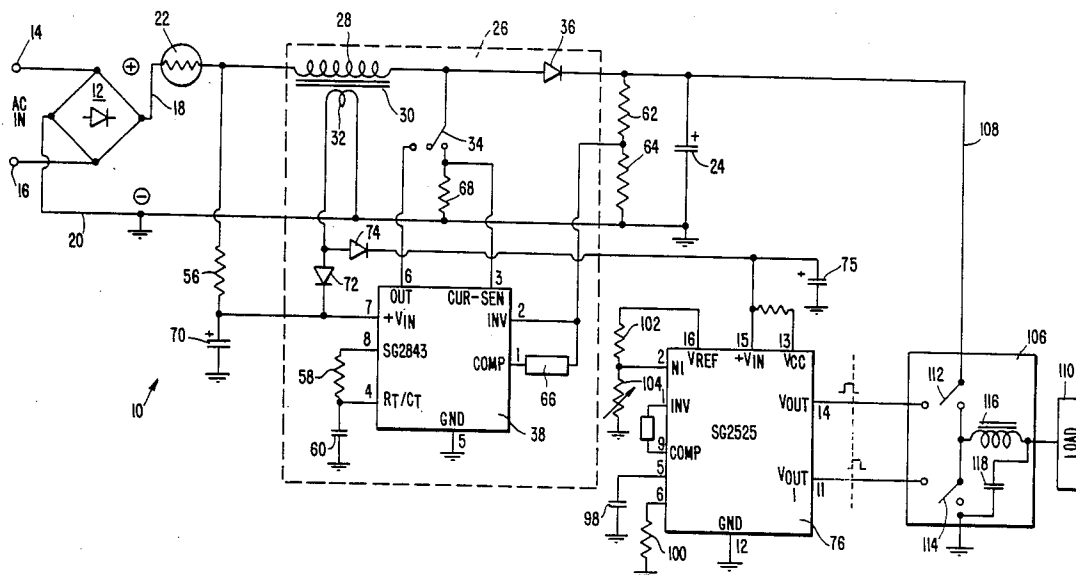 14
22
28
26
36
AC
IN
12
18
30
32
34
62
64
24
108
16
20
68
56
74
72
75
6
3
OUT
CUR-SEN
7
+VIN
INV
2
70
8
SG2843
COMP
1
66
58
4
RT/CT
10
60
GND
5
38
102
16
VREF
15
+VIN
13
VCC
2
NI
104
1
INV
SG2525
9
COMP
5
6
98
100
GND
12
VOUT
14
VOUT
1
11
76
106
112
116
118
114
110
LOAD